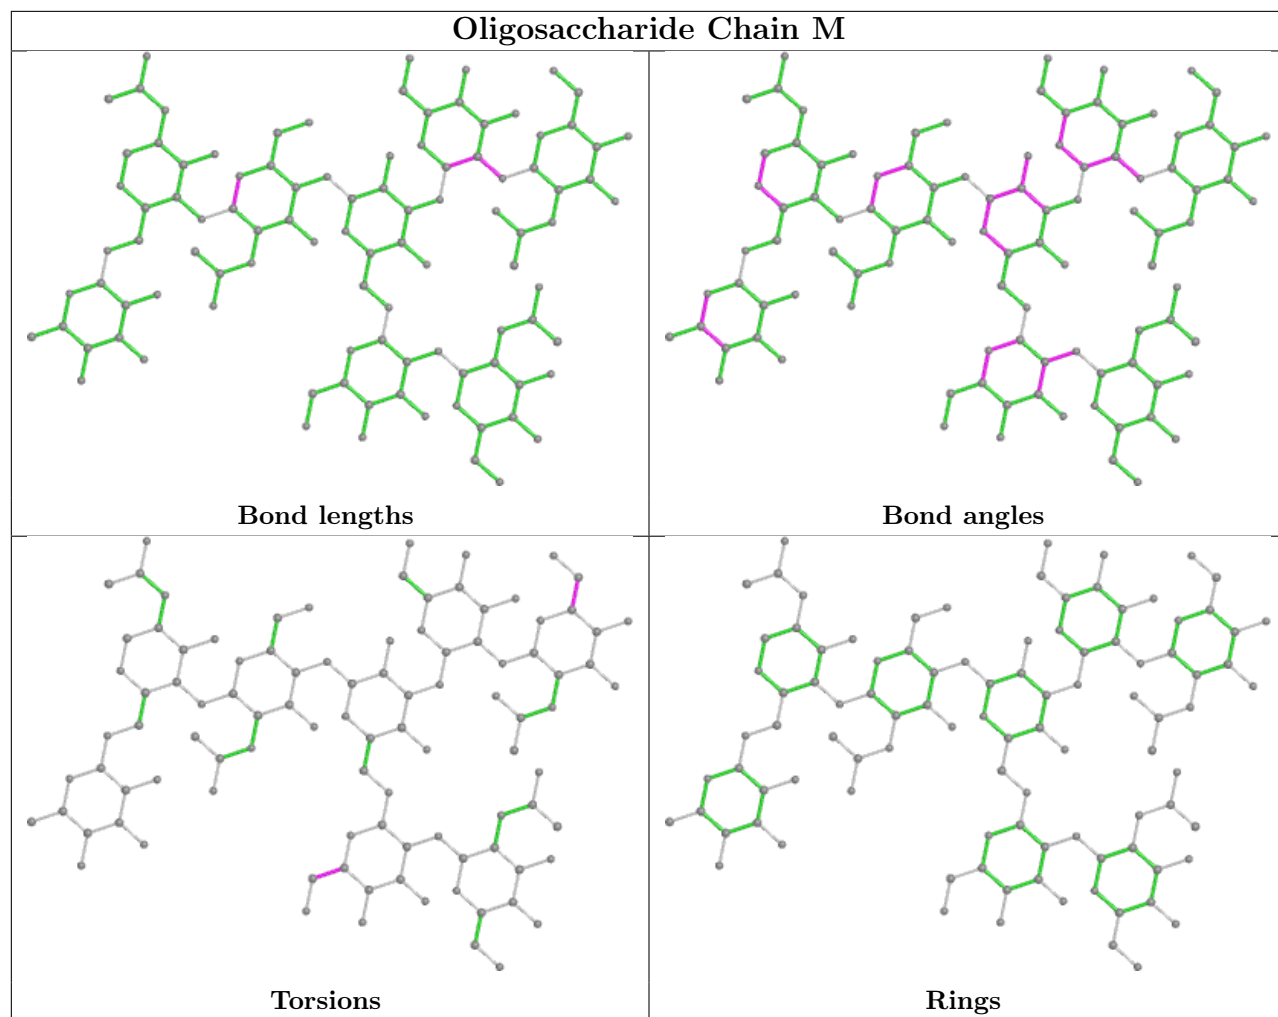 Oligosaccharide Chain M
Bond lengths
Bond angles
Torsions
Rings